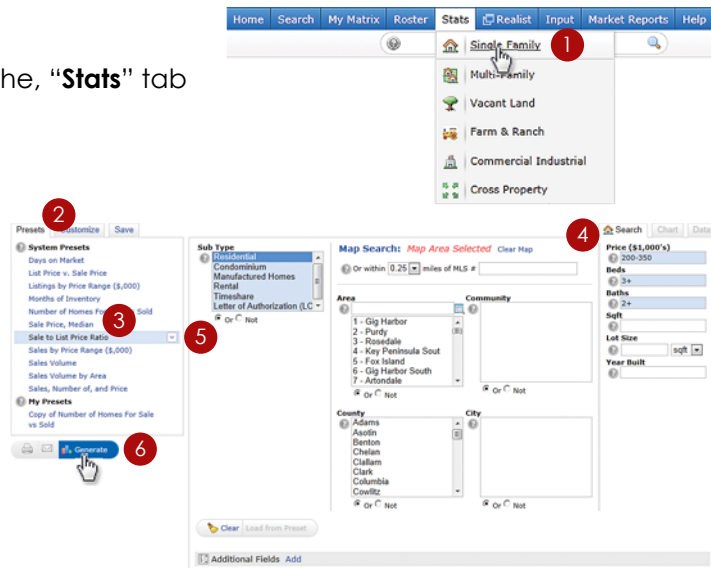 Home Search My Matrix Roster Stats Realist Input Market Reports Help
Single Family 1
he, “Stats” tab
Multi-Family
Vacant Land
Farm & Ranch
Commercial Industrial
Cross Property
2
Presets Customize Save
4 Search Chart Data
System Presets
Days on Market
List Price v. Sale Price
Listings by Price Range ($,000)
Months of Inventory
Number of Homes For Sold
3
Sale Price, Median
Sale to List Price Ratio
Sales by Price Range ($,000)
Sales Volume
Sales Volume by Area
Sales, Number of, and Price
My Presets
Copy of Number of Homes For Sale
vs Sold
Generate 6
5
Sub Type
Residential
Condominium
Manufactured Homes
Rental
Timeshare
Letter of Authorization (LC
Or Not
Map Search: Map Area Selected Clear Map
Or within 0.25 miles of MLS #
Area
1 - Gig Harbor
2 - Purdy
3 - Rosedale
4 - Key Peninsula Sout
5 - Fox Island
6 - Gig Harbor South
7 - Artondale
Or Not
Community
Or Not
County
Adams
Asotin
Benton
Chelan
Clallam
Clark
Columbia
Cowlitz
Or Not
City
Or Not
Price ($1,000's)
200-350
Beds
3+
Baths
2+
Sqft
Lot Size
sqft
Year Built
Clear Load from Preset
Additional Fields Add